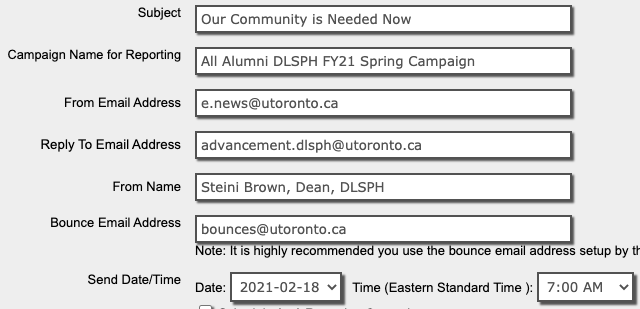 Subject Our Community is Needed Now
Campaign Name for Reporting All Alumni DLSPH FY21 Spring Campaign
From Email Address e.news@utoronto.ca
Reply To Email Address advancement.dlsph@utoronto.ca
From Name Steini Brown, Dean, DLSPH
Bounce Email Address bounces@utoronto.ca
Note: It is highly recommended you use the bounce email address setup by th
Send Date/Time Date: 2021-02-18 Time (Eastern Standard Time ): 7:00 AM